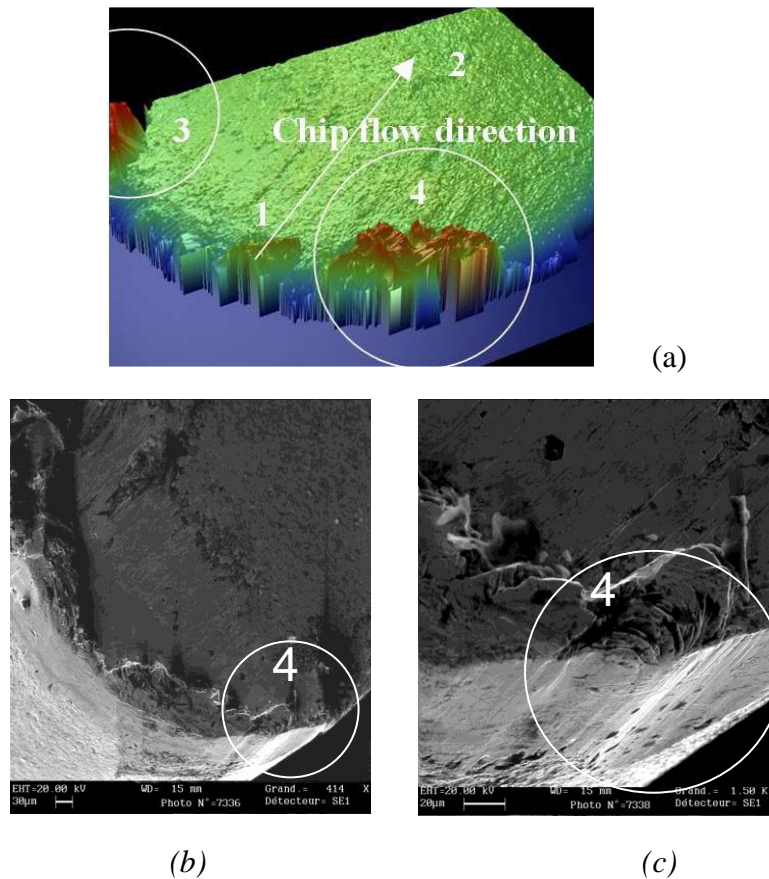 2
3
Chip flow direction
4
1
(a)
4
EHT=20.00 kV WD= 15 mm Grand.= 414 X
30µm Photo N°=7336 Détecteur= SE1
(b)
4
EHT=20.00 kV WD= 15 mm Grand.= 1.50 K
20µm Photo N°=7338 Détecteur= SE1
(c)